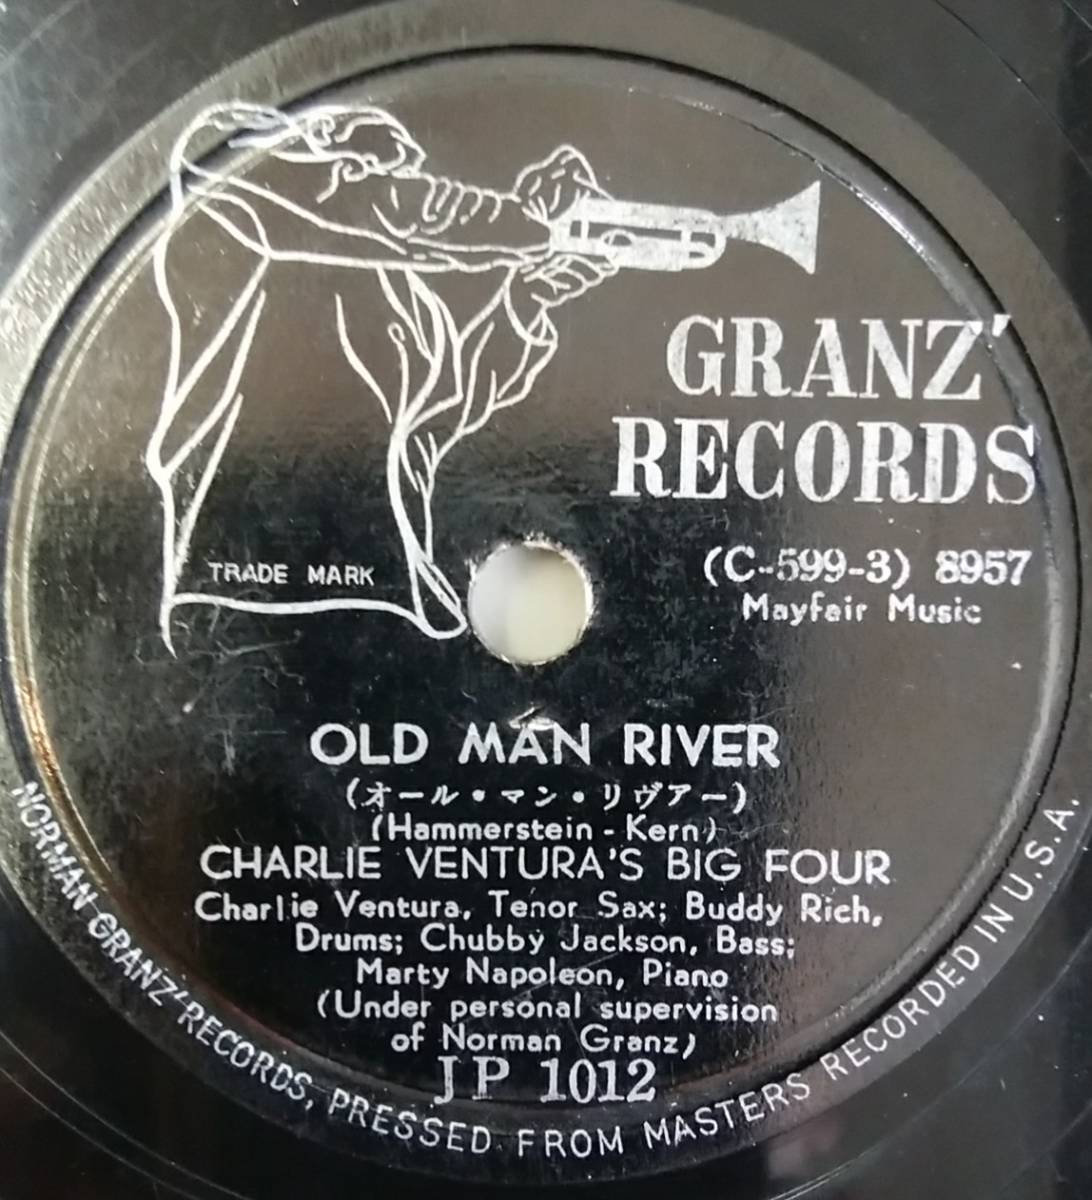 GRANZ'
RECORDS
(C-599-3) 8957
Mayfair Music
TRADE MARK
OLD MAN RIVER
(オール・マン・リヴアー)
(Hammerstein - Kern)
CHARLIE VENTURA'S BIG FOUR
Charlie Ventura, Tenor Sax; Buddy Rich,
Drums; Chubby Jackson, Bass;
Marty Napoleon, Piano
(Under personal supervision
of Norman Granz)
JP 1012
NORMAN GRANZ' RECORDS, PRESSED FROM MASTERS RECORDED IN U.S.A.